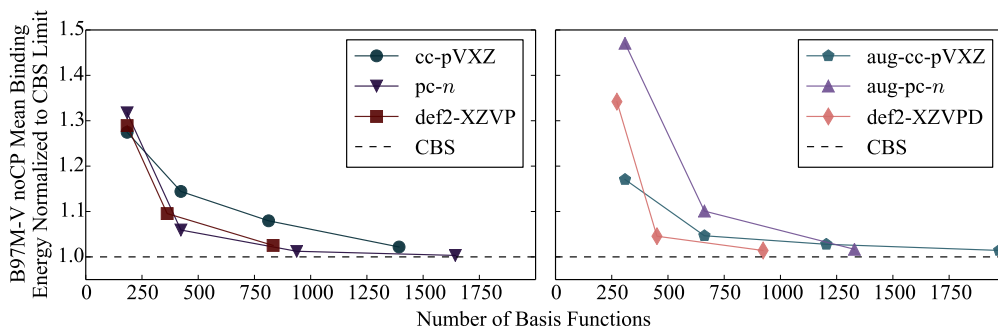 B97M-V noCP Mean Binding
Energy Normalized to CBS Limit
1.5
1.4
1.3
1.2
1.1
1.0
cc-pVXZ
pc-n
def2-XZVP
CBS
0 250 500 750 1000 1250 1500 1750
aug-cc-pVXZ
aug-pc-n
def2-XZVPD
CBS
0 250 500 750 1000 1250 1500 1750
Number of Basis Functions